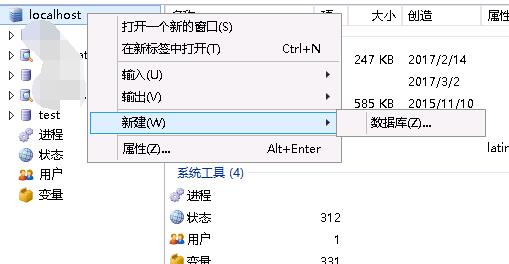 localhost
名称
大小
创造
属
打开一个新的窗口(S)
在新标签中打开(T) Ctrl+N
输入(U)
输出(V)
新建(W)
数据库(Z)...
属性(Z)... Alt+Enter
247 KB 2017/2/14
2017/3/2
585 KB 2015/11/10
latin
test
进程
状态
用户
变量
系统工具 (4)
进程
状态 312
用户 1
变量 331